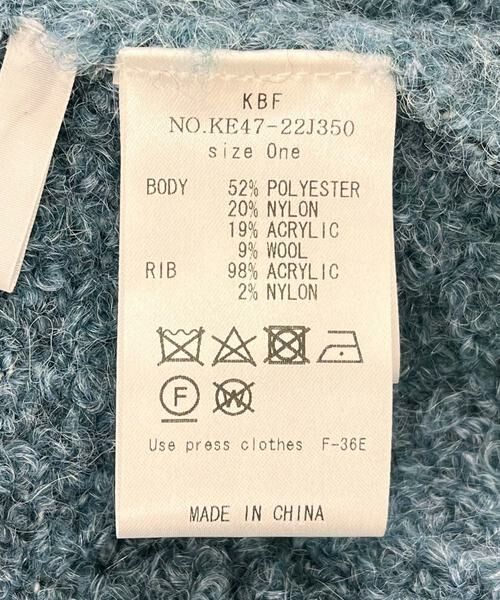 KBF
NO.KE47-22J350
size One
BODY 52% POLYESTER
20% NYLON
19% ACRYLIC
9% WOOL
RIB 98% ACRYLIC
2% NYLON
F W
Use press clothes F-36E
MADE IN CHINA